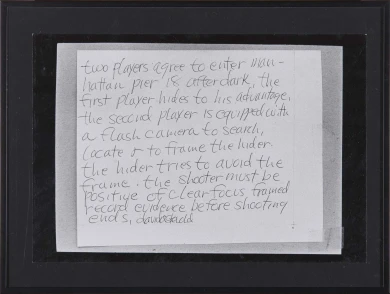 two players agree to enter Man-
hattan pier 18 after dark. the
first player hides to his advantage,
the second player is equipped with
a flash camera to search,
locate & to frame the hider.
the hider tries to avoid the
frame. the shooter must be
positive of clear focus, framed
record evidence before shooting
ends.